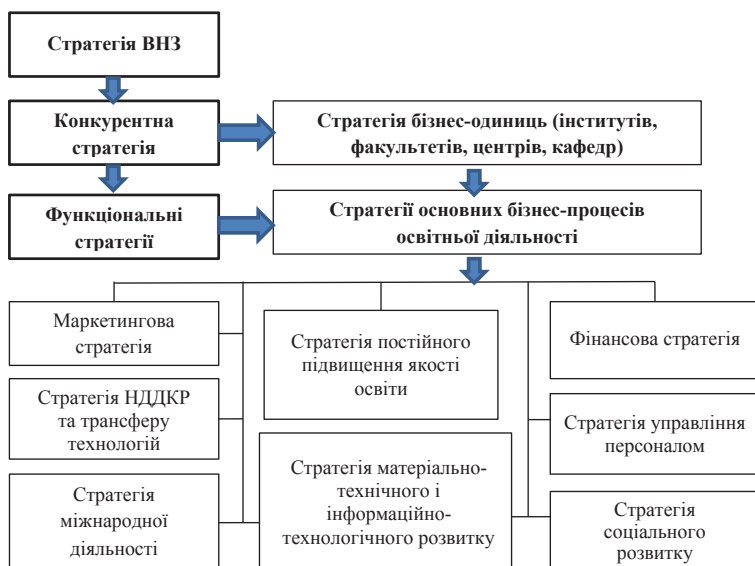 Стратегія ВНЗ
Конкурентна
стратегія
Стратегія бізнес-одиниць (інститутів,
факультетів, центрів, кафедр)
Функціональні
стратегії
Стратегії основних бізнес-процесів
освітньої діяльності
Маркетингова
стратегія
Стратегія постійного
підвищення якості
освіти
Фінансова стратегія
Стратегія НДДКР
та трансферу
технологій
Стратегія управління
персоналом
Стратегія
міжнародної
діяльності
Стратегія матеріально-
технічного і
інформаційно-
технологічного розвитку
Стратегія
соціального
розвитку